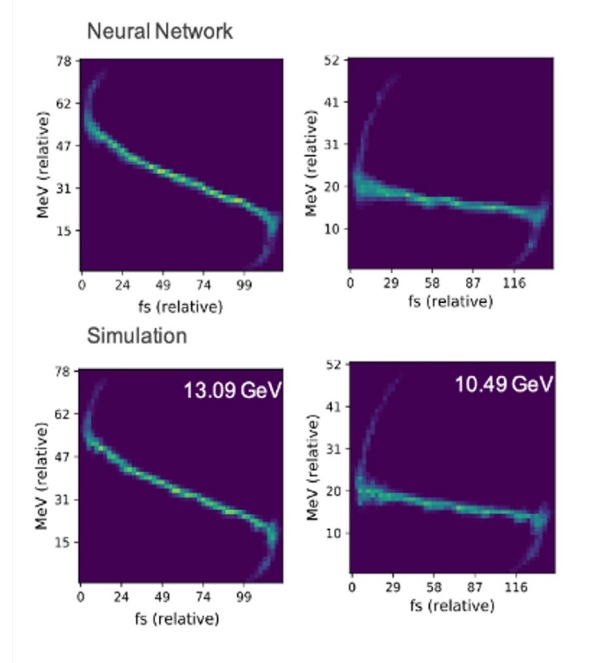 Neural Network
78
62
47
31
15
MeV (relative)
0 24 49 74 99
fs (relative)
52
41
31
20
10
MeV (relative)
0 29 58 87 116
fs (relative)
Simulation
13.09 GeV
78
62
47
31
15
MeV (relative)
0 24 49 74 99
fs (relative)
10.49 GeV
52
41
31
20
10
MeV (relative)
0 29 58 87 116
fs (relative)